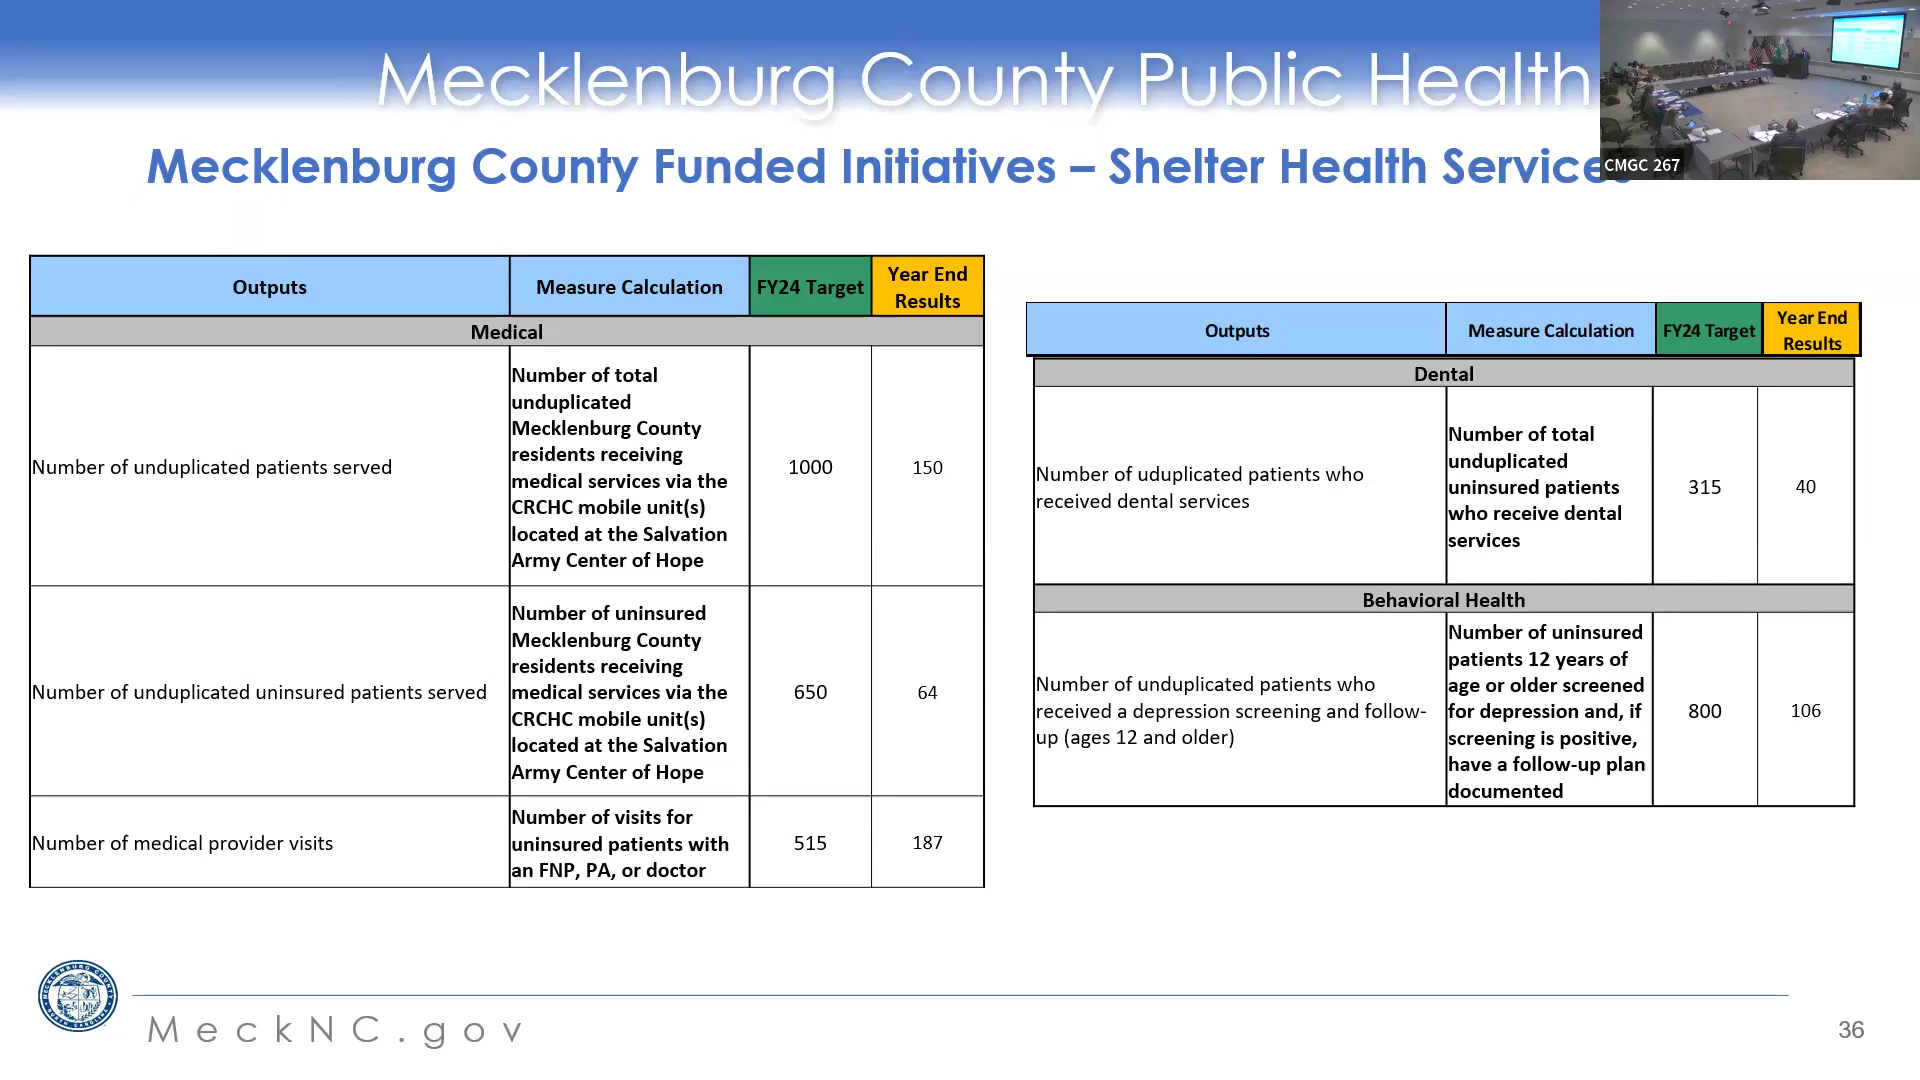 Mecklenburg County Public Health
CMGC 267
Mecklenburg County Funded Initiatives – Shelter Health Services
Outputs
Measure Calculation
FY24 Target
Year End
Results
Medical
Number of unduplicated patients served
Number of total
unduplicated
Mecklenburg County
residents receiving
medical services via the
CRCHC mobile unit(s)
located at the Salvation
Army Center of Hope
1000
150
Number of unduplicated uninsured patients served
Number of uninsured
Mecklenburg County
residents receiving
medical services via the
CRCHC mobile unit(s)
located at the Salvation
Army Center of Hope
650
64
Number of medical provider visits
Number of visits for
uninsured patients with
an FNP, PA, or doctor
515
187
Outputs
Measure Calculation
FY24 Target
Year End
Results
Dental
Number of uduplicated patients who
received dental services
Number of total
unduplicated
uninsured patients
who receive dental
services
315
40
Behavioral Health
Number of unduplicated patients who
received a depression screening and follow-
up (ages 12 and older)
Number of uninsured
patients 12 years of
age or older screened
for depression and, if
screening is positive,
have a follow-up plan
documented
800
106
MECKLENBURG COUNTY
NORTH CAROLINA
MeckNC.gov
36